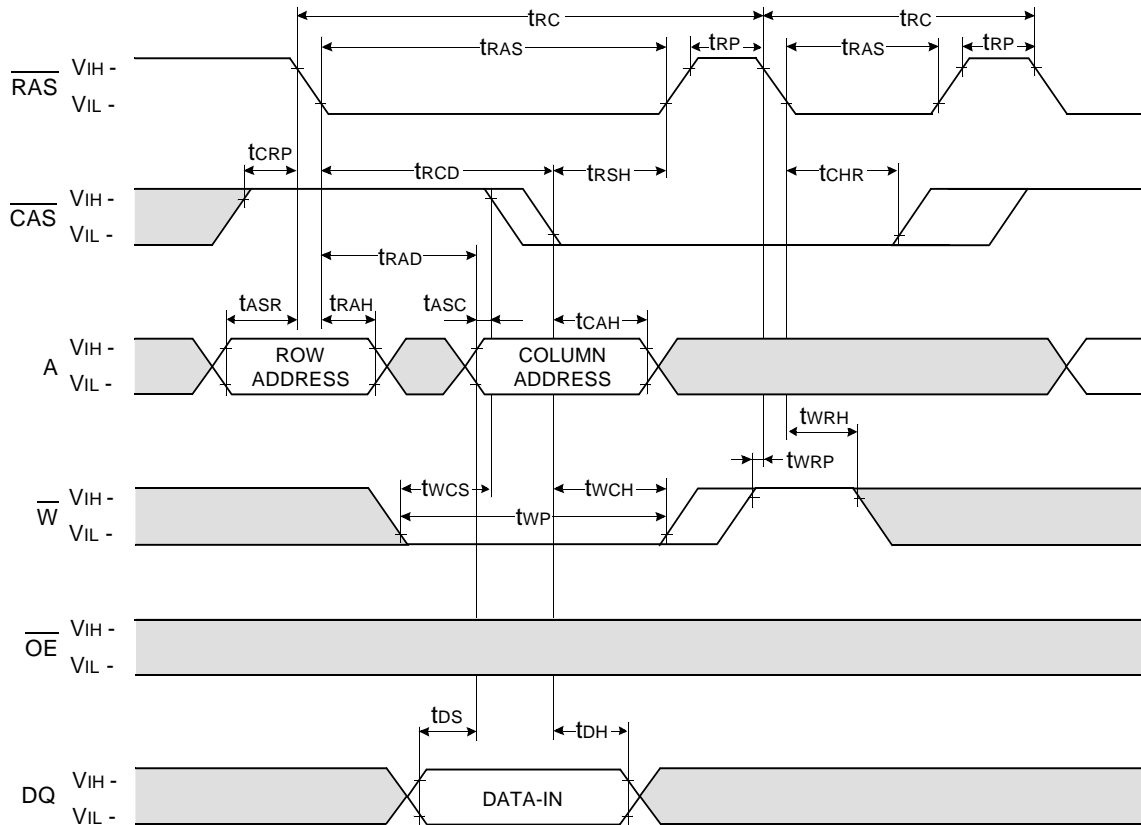 tRC tRC
tRAS tRP tRAS tRP
RAS VIH -
VIL -
tCRP tRCD tRSH tCHR
CAS VIH -
VIL -
tRAD
tASR tRAH tASC tCAH
A VIH -
VIL -
ROW ADDRESS
COLUMN ADDRESS
tWRH
tWRP
tWCS tWCH
W VIH -
VIL -
tWP
OE VIH -
VIL -
tDS tDH
DQ VIH -
VIL -
DATA-IN